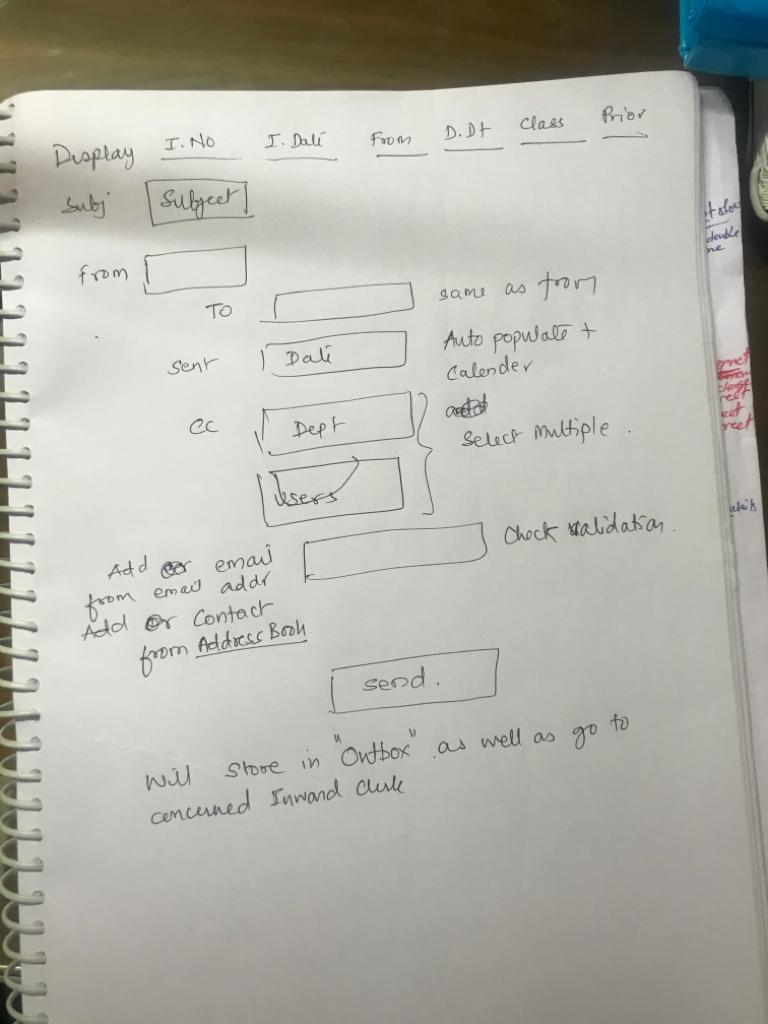 Display I.No I.Date From D.Dt Class Prior
Subj Subject
From
To same as from
Sent Date Auto populate +
Calender
CC Dept
Select Multiple .
Users
Add or email Check validation .
from email addr
Add or Contact
from Address Book
send .
Will store in "Outbox" as well as go to
concerned Inward Clerk
double